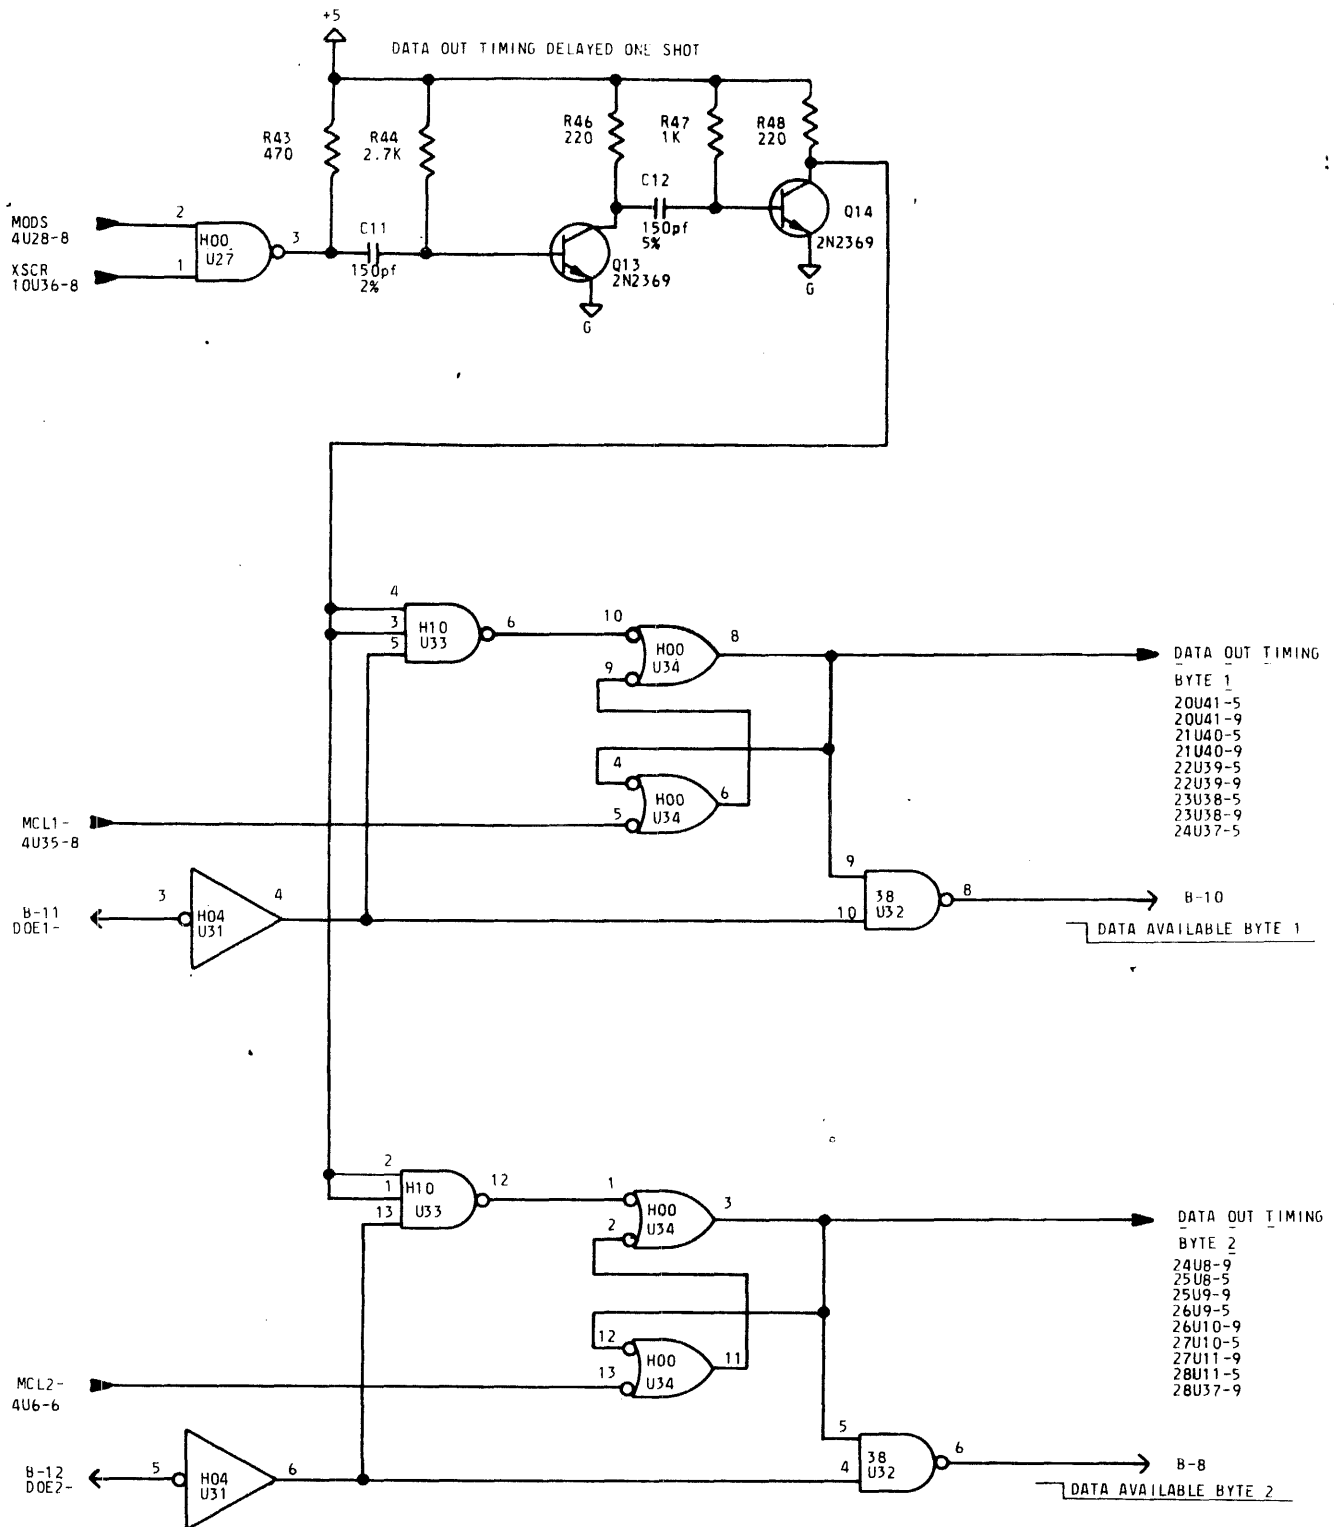 +5
DATA OUT TIMING DELAYED ONE SHOT
R43
470
R44
2.7K
R46
220
R47
1K
R48
220
C12
150pf
5%
Q14
2N2369
G
MODS
4U28-8
2
H00
U27
3
1
XSCR
10U36-8
C11
150pf
2%
Q13
2N2369
G
4
3
5
H10
U33
6
10
9
H00
U34
8
DATA OUT TIMING
BYTE 1
20U41-5
20U41-9
21U40-5
21U40-9
22U39-5
22U39-9
23U38-5
23U38-9
24U37-5
4
5
H00
U34
6
MCL1-
4U35-8
B-11
DOE1-
3
H04
U31
4
9
10
38
U32
8
B-10
DATA AVAILABLE BYTE 1
2
1
13
H10
U33
12
1
2
H00
U34
3
DATA OUT TIMING
BYTE 2
24U8-9
25U8-5
25U9-9
26U9-5
26U10-9
27U10-5
27U11-9
28U11-5
28U37-9
12
13
H00
U34
11
MCL2-
4U6-6
B-12
DOE2-
5
H04
U31
6
5
4
38
U32
6
B-8
DATA AVAILABLE BYTE 2